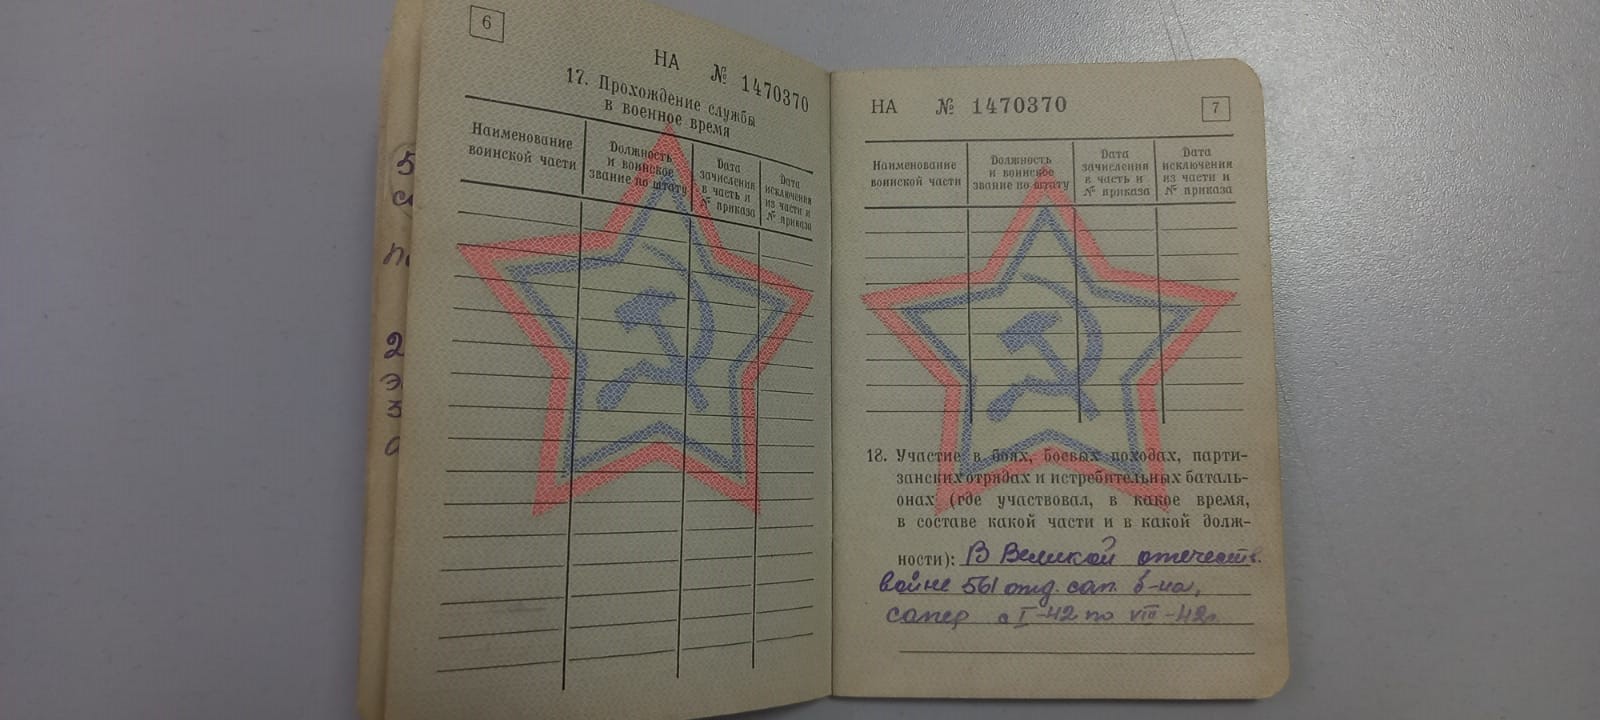 5
2
6
НА № 1470370
17. Прохождение службы
в военное время
Наименование
воинской части
Должность
и воинское
звание по штату
Дата
зачисления
в часть и
№ приказа
Дата
исключения
из части и
№ приказа
НА № 1470370
7
Наименование
воинской части
Должность
и воинское
звание по штату
Дата
зачисления
в часть и
№ приказа
Дата
исключения
из части и
№ приказа
18. Участие в боях, боевых походах, парти-
занских отрядах и истребительных баталь-
онах (где участвовал, в какое время,
в составе какой части и в какой долж-
ности): В Великой отечеств.
войне 561 отд. сап. б-на,
сапер с I-42 по VIII-42г.